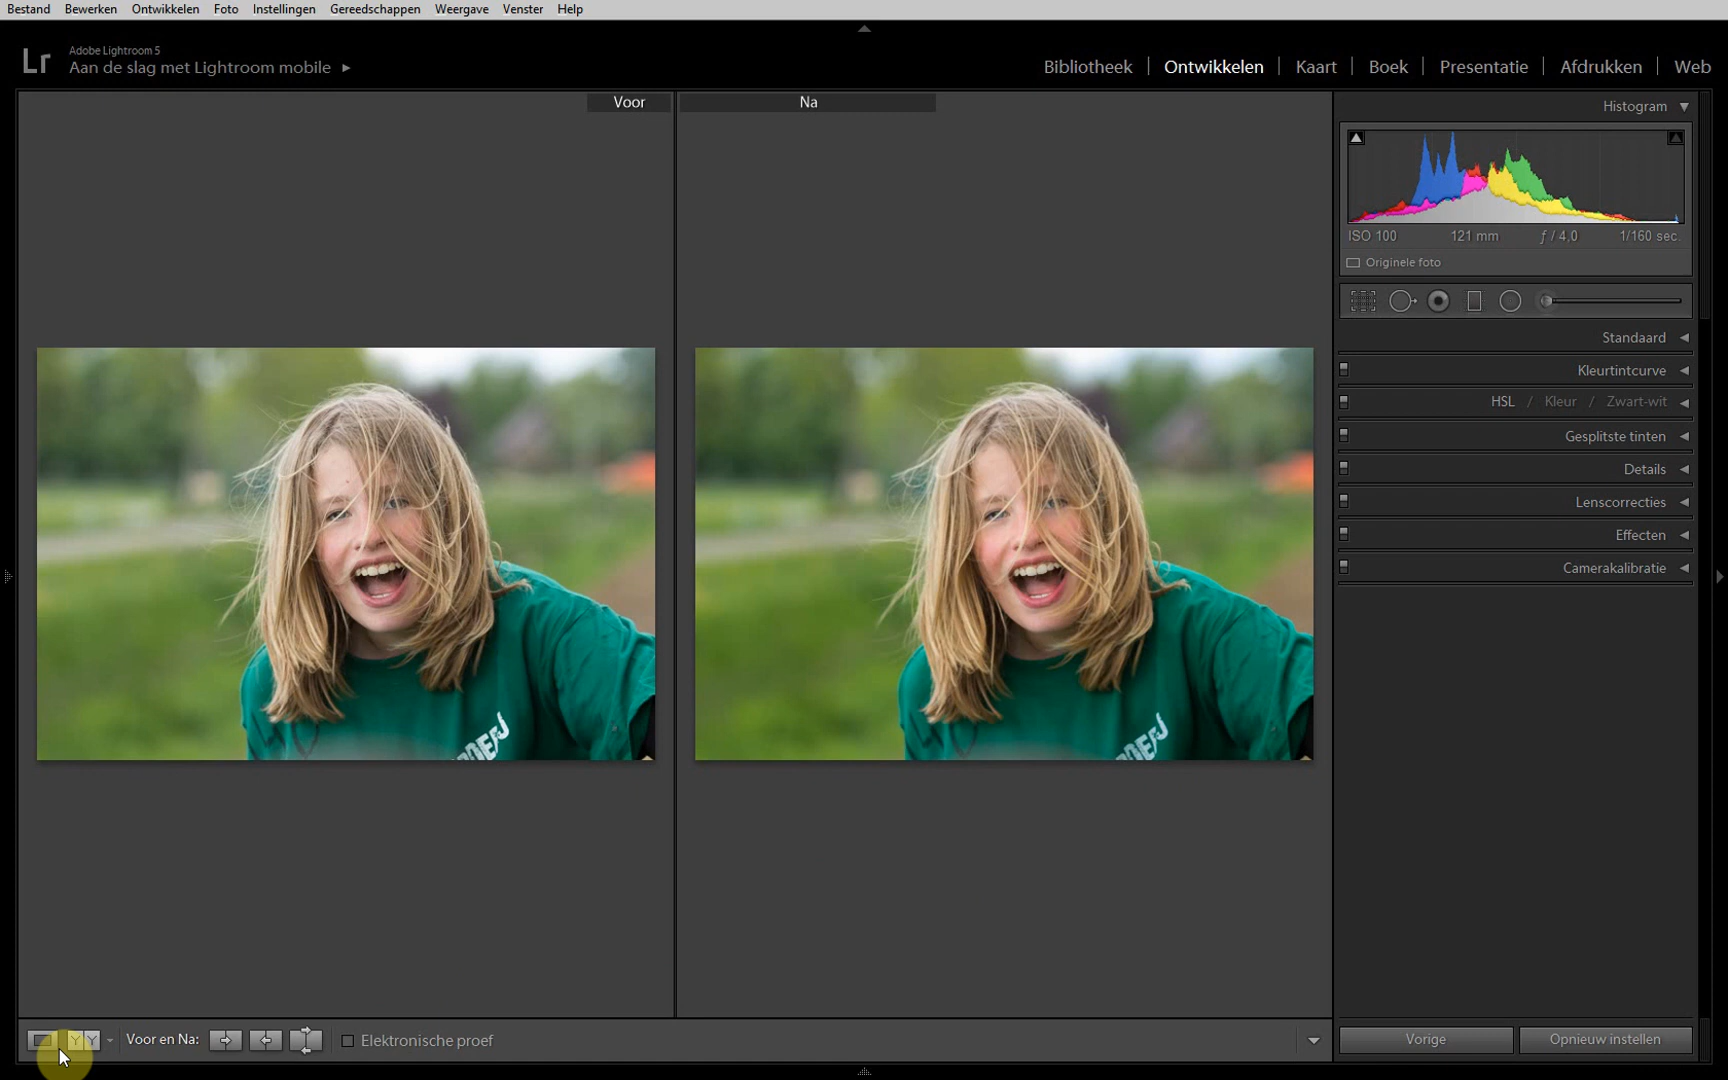 Bestand Bewerken Ontwikkelen Foto Instellingen Gereedschappen Weergave Venster Help
Lr
Adobe Lightroom 5
Aan de slag met Lightroom mobile
Bibliotheek | Ontwikkelen | Kaart | Boek | Presentatie | Afdrukken | Web
Voor
Na
Histogram
ISO 100 121 mm ƒ / 4,0 1/160 sec.
Originele foto
Standaard
Kleurtintcurve
HSL / Kleur / Zwart-wit
Gesplitste tinten
Details
Lenscorrecties
Effecten
Camerakalibratie
Y Y Voor en Na: Elektronische proef
Vorige Opnieuw instellen